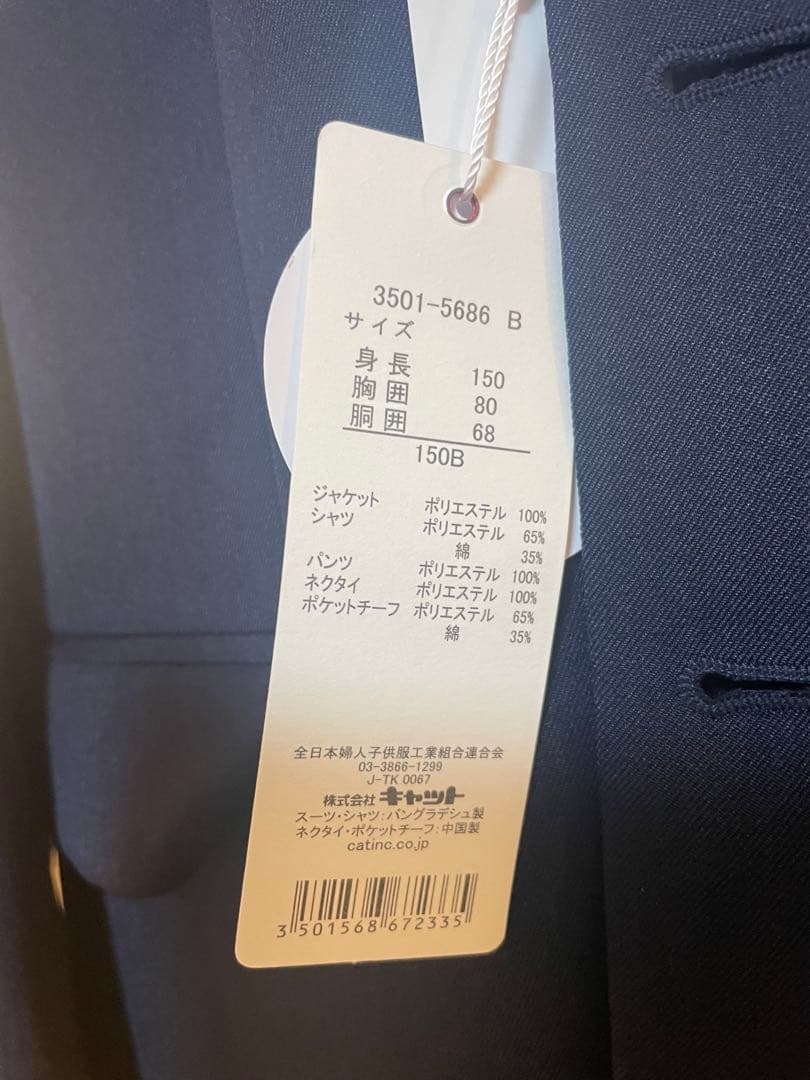 3501-5686 B
サイズ
身長 150
胸囲 80
胴囲 68
150B
ジャケット ポリエステル 100%
シャツ ポリエステル 65%
綿 35%
パンツ ポリエステル 100%
ネクタイ ポリエステル 100%
ポケットチーフ ポリエステル 65%
綿 35%
全日本婦人子供服工業組合連合会
03-3866-1299
J-TK 0067
株式会社 キャット
スーツ・シャツ:バングラデシュ製
ネクタイ・ポケットチーフ:中国製
catinc.co.jp
3 501568 672335